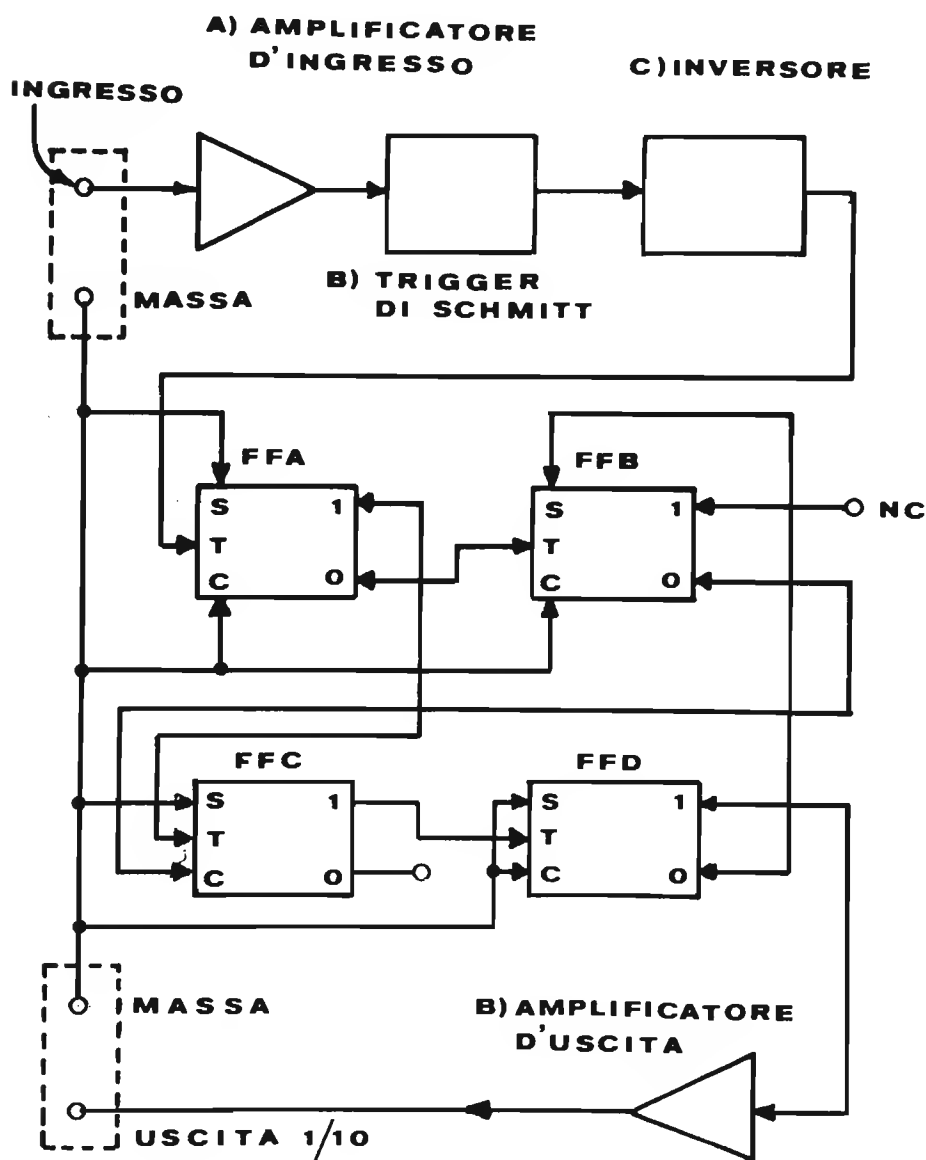 A) AMPLIFICATORE
D'INGRESSO
C) INVERSORE
INGRESSO
B) TRIGGER
DI SCHMITT
MASSA
FFA
FFB
S 1
T
C 0
S 1
T
C 0
NC
FFC
FFD
S 1
T
C 0
S 1
T
C 0
MASSA
B) AMPLIFICATORE
D'USCITA
USCITA 1/10